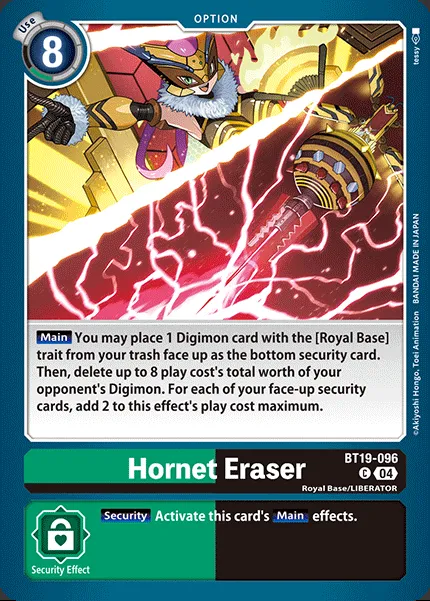 OPTION
Use
8
tessy
©Akiyoshi Hongo, Toei Animation BANDAI MADE IN JAPAN
Main You may place 1 Digimon card with the [Royal Base]
trait from your trash face up as the bottom security card.
Then, delete up to 8 play cost's total worth of your
opponent's Digimon. For each of your face-up security
cards, add 2 to this effect's play cost maximum.
Hornet Eraser
BT19-096
C 04
Royal Base/LIBERATOR
Security Activate this card's Main effects.
Security Effect